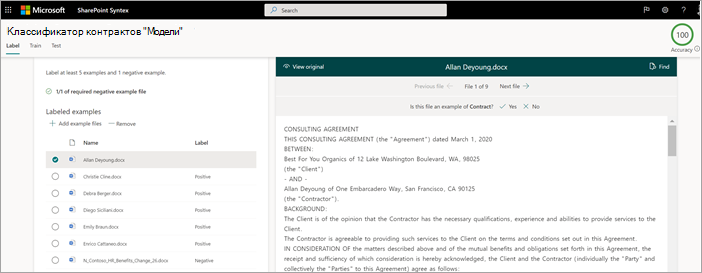 Microsoft
SharePoint Syntex
Search
Классификатор контрактов "Модели"
Label
Train
Test
100
Accuracy
Label at least 5 examples and 1 negative example.
1/1 of required negative example file
Labeled examples
Add example files
Remove
Name
Label
Allan Deyoung.docx
Christie Cline.docx
Positive
Debra Berger.docx
Positive
Diego Siciliani.docx
Positive
Emily Braun.docx
Positive
Enrico Cattaneo.docx
Positive
N_Contoso_HR_Benefits_Change_26.docx
Negative
View original
Allan Deyoung.docx
Find
Previous file
File 1 of 9
Next file
Is this file an example of Contract?
Yes
No
CONSULTING AGREEMENT
THIS CONSULTING AGREEMENT (the "Agreement") dated March 1, 2020
BETWEEN:
Best For You Organics of 12 Lake Washington Boulevard, WA, 98025
(the "Client")
- AND -
Allan Deyoung of One Embarcadero Way, San Francisco, CA 90125
(the "Contractor").
BACKGROUND:
The Client is of the opinion that the Contractor has the necessary qualifications, experience and abilities to provide services to the
Client.
The Contractor is agreeable to providing such services to the Client on the terms and conditions set out in this Agreement.
IN CONSIDERATION OF the matters described above and of the mutual benefits and obligations set forth in this Agreement, the
receipt and sufficiency of which consideration is hereby acknowledged, the Client and the Contractor (individually the "Party" and
collectively the "Parties" to this Agreement) agree as follows: